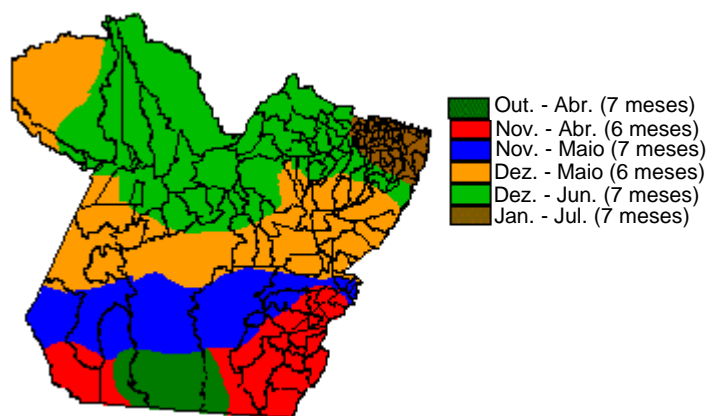 Out. - Abr. (7 meses)
Nov. - Abr. (6 meses)
Nov. - Maio (7 meses)
Dez. - Maio (6 meses)
Dez. - Jun. (7 meses)
Jan. - Jul. (7 meses)